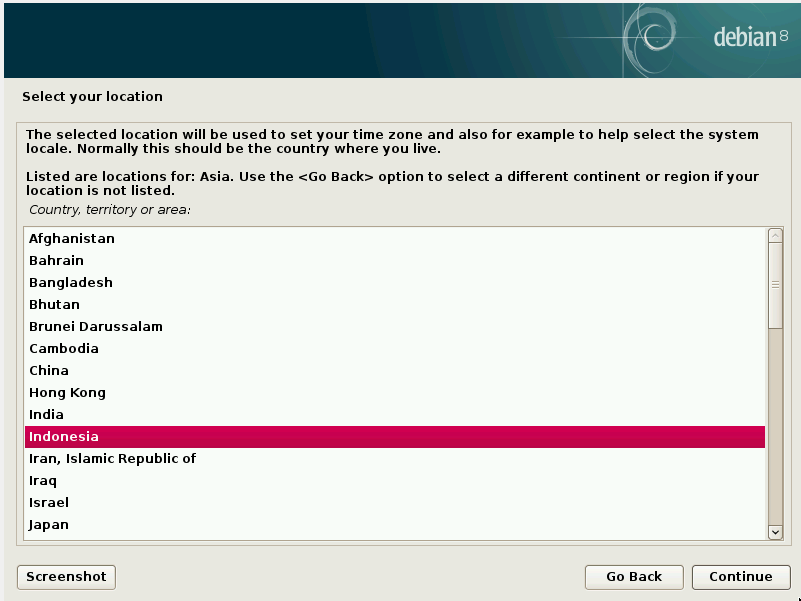 debian 8
Select your location
The selected location will be used to set your time zone and also for example to help select the system
locale. Normally this should be the country where you live.
Listed are locations for: Asia. Use the <Go Back> option to select a different continent or region if your
location is not listed.
Country, territory or area:
Afghanistan
Bahrain
Bangladesh
Bhutan
Brunei Darussalam
Cambodia
China
Hong Kong
India
Indonesia
Iran, Islamic Republic of
Iraq
Israel
Japan
Screenshot
Go Back
Continue